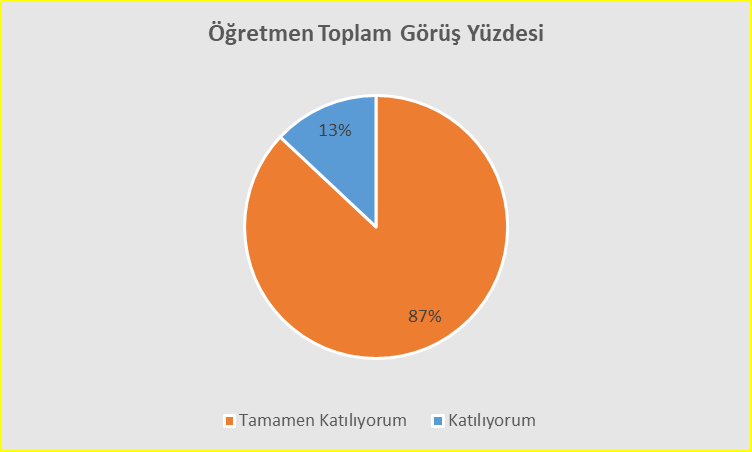 Öğretmen Toplam Görüş Yüzdesi
13%
87%
Tamamen Katılıyorum Katılıyorum